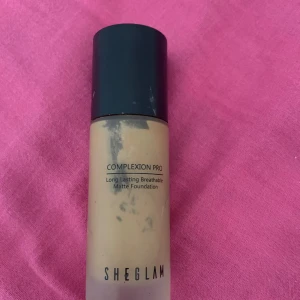 COMPLEXION PRO
Long Lasting Breathable
Matte Foundation
SHEGLAM